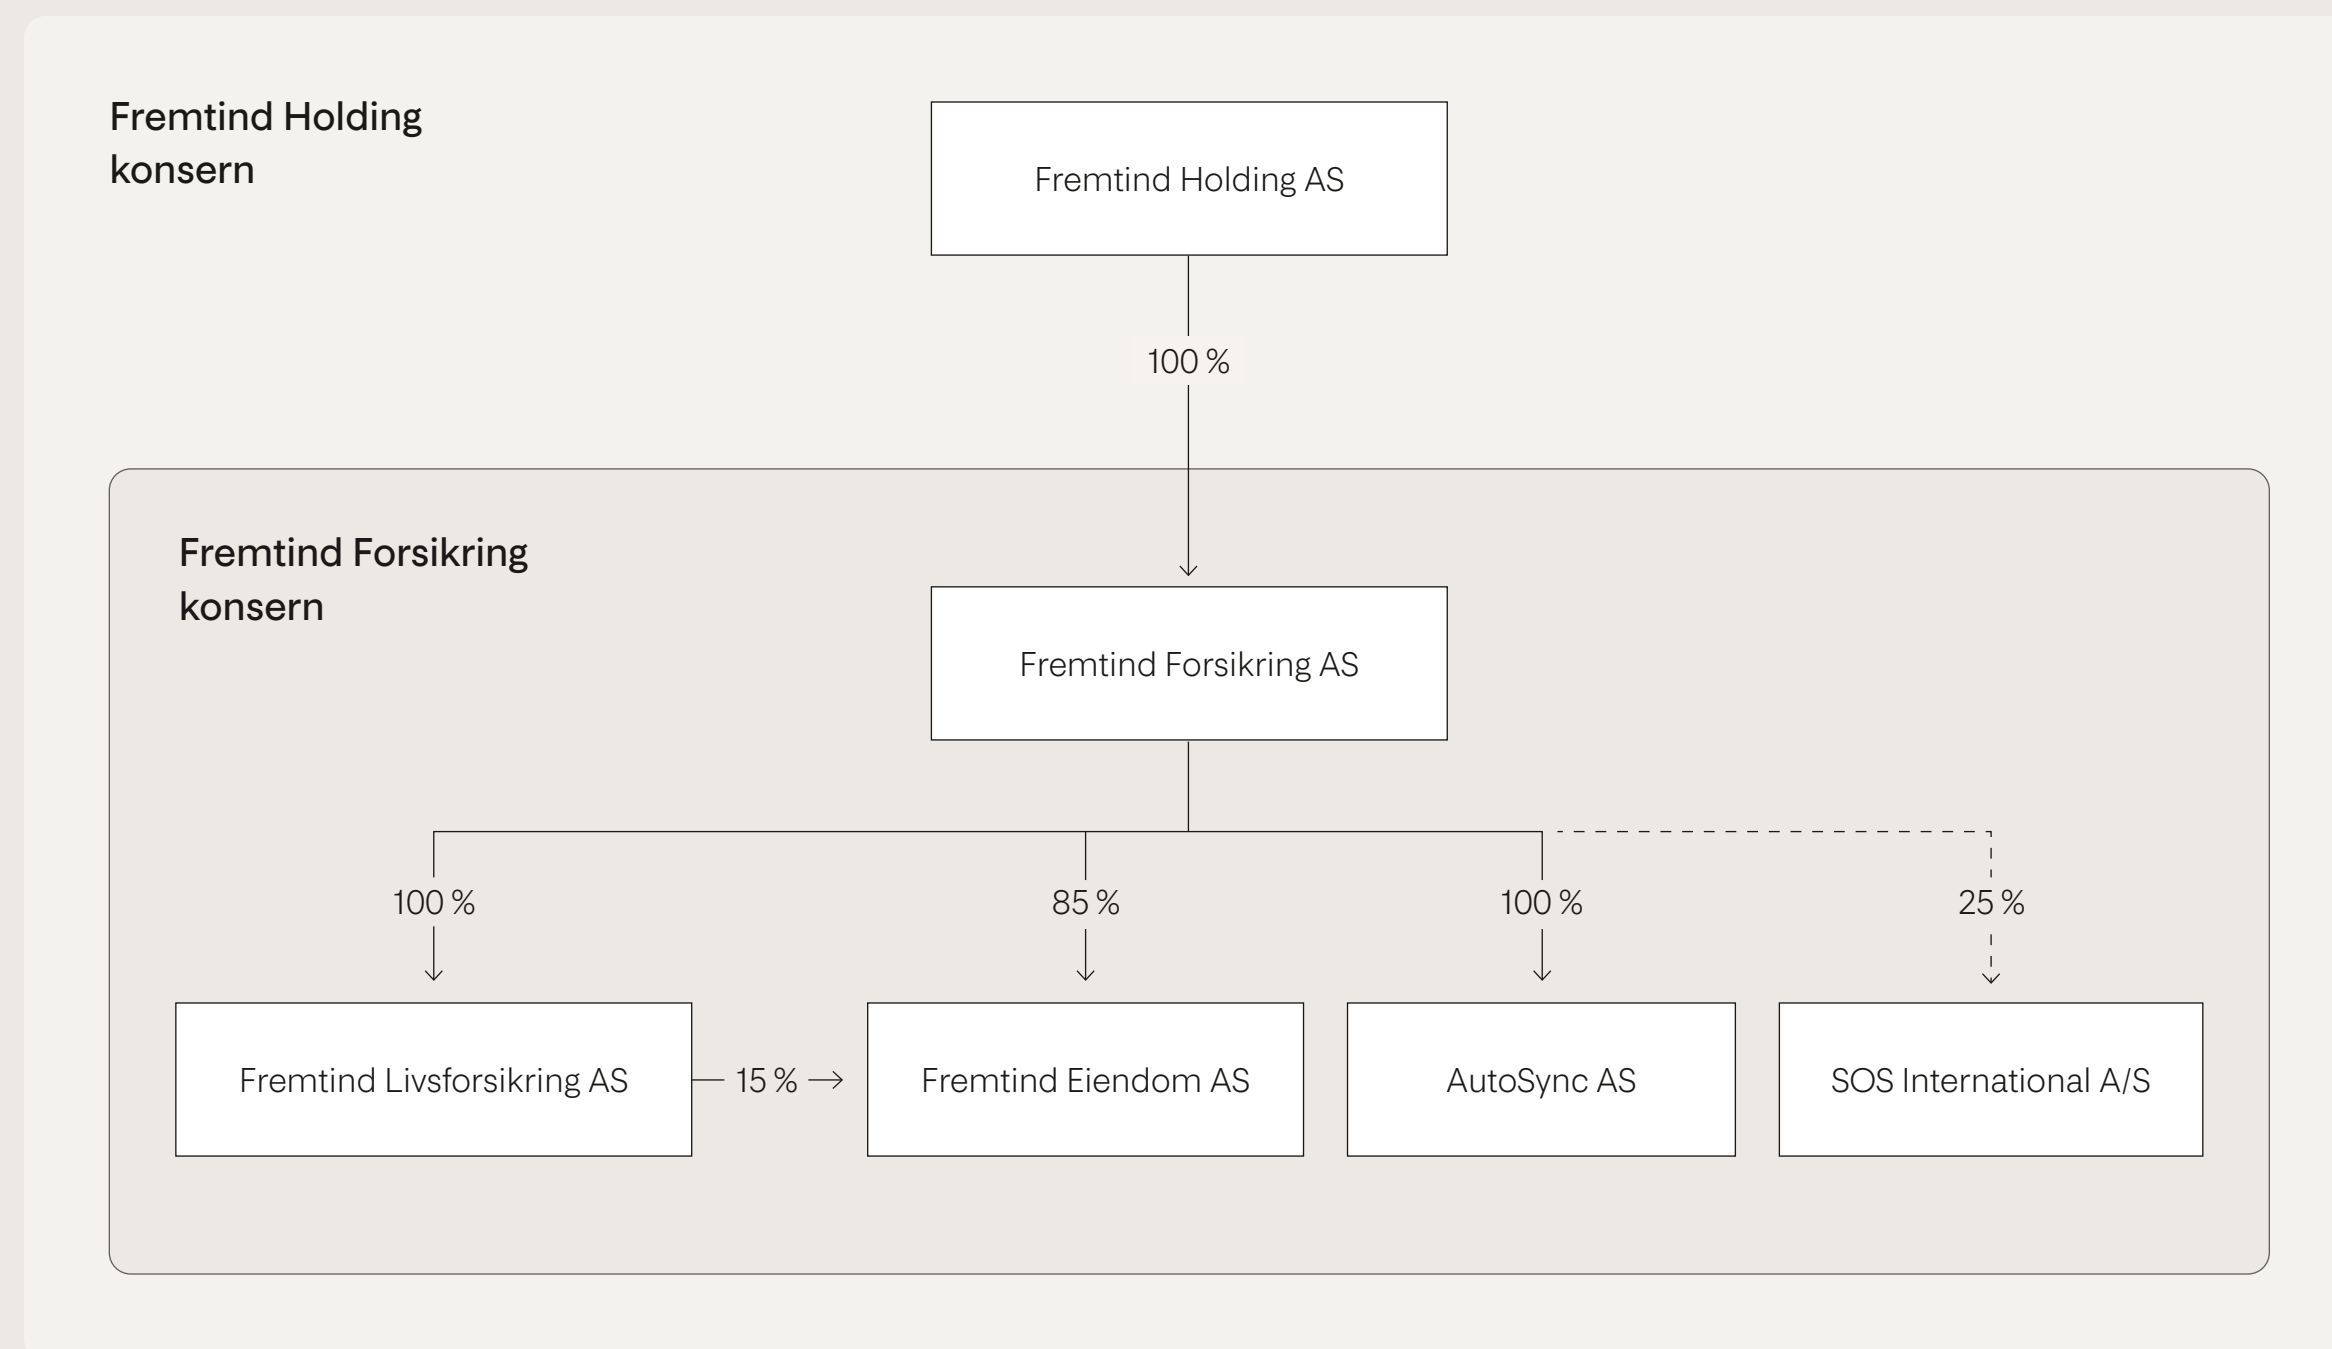 Fremtind Holding
konsern
Fremtind Holding AS
100 %
Fremtind Forsikring
konsern
Fremtind Forsikring AS
100 %
85 %
100 %
25 %
Fremtind Livsforsikring AS
15 %
Fremtind Eiendom AS
AutoSync AS
SOS International A/S